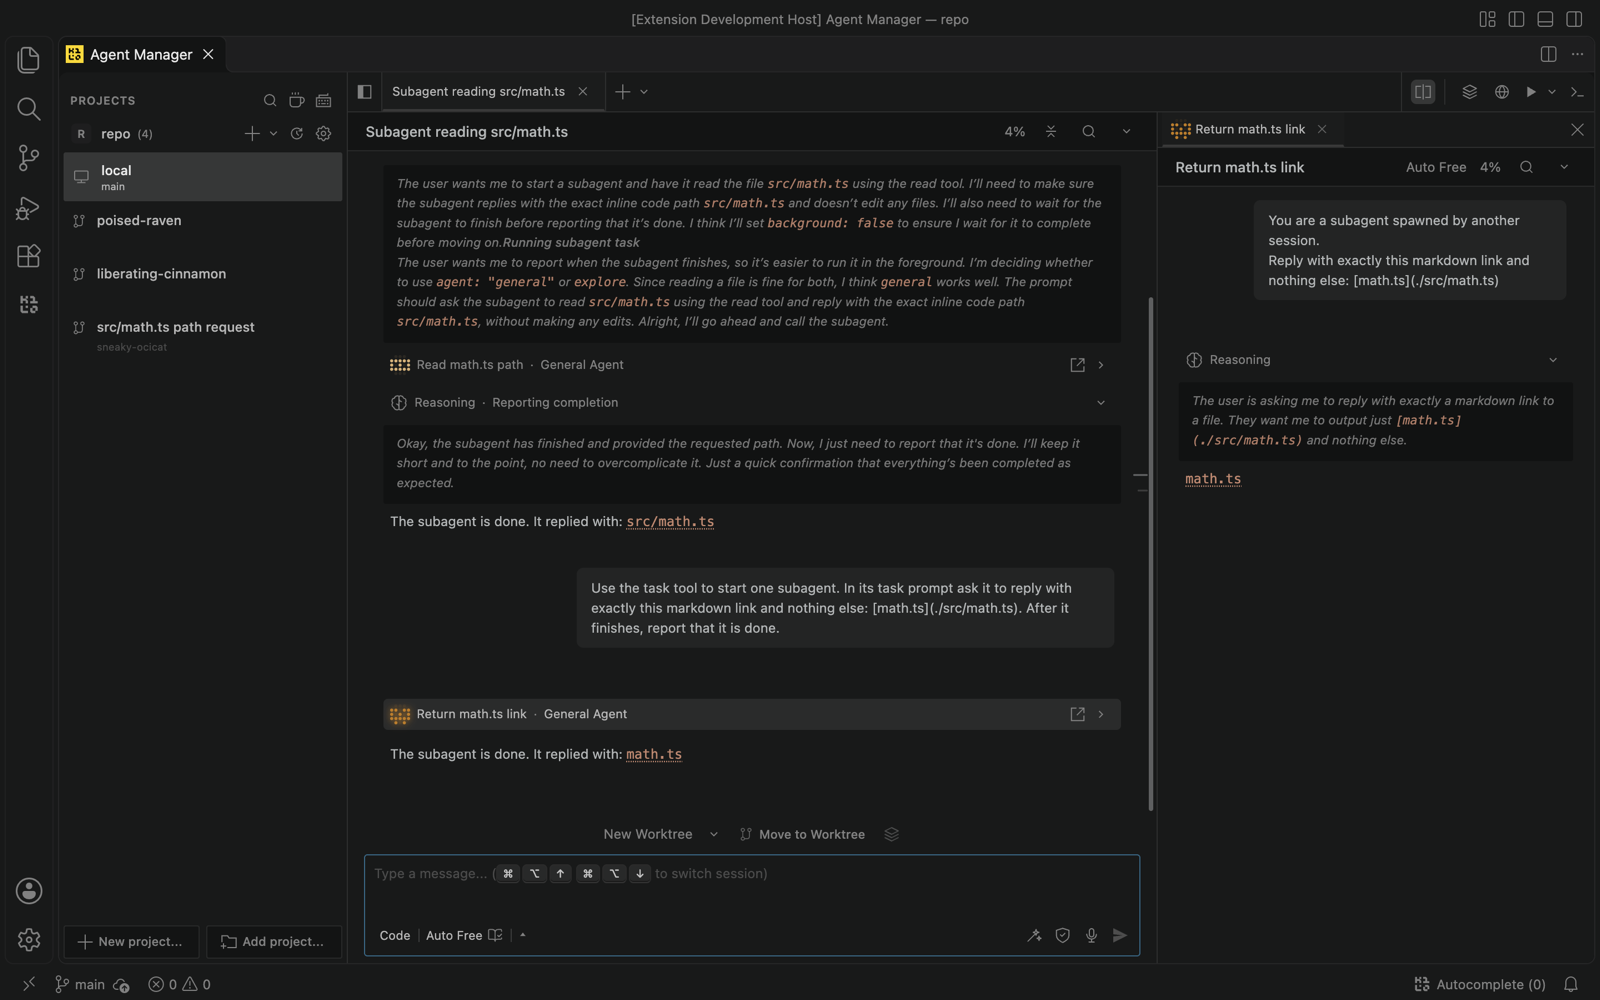 [Extension Development Host] Agent Manager — repo
Agent Manager
PROJECTS
R repo (4)
local
main
poised-raven
liberating-cinnamon
src/math.ts path request
sneaky-ocicat
New project...
Add project...
Subagent reading src/math.ts
Subagent reading src/math.ts
4%
The user wants me to start a subagent and have it read the file src/math.ts using the read tool. I'll need to make sure
the subagent replies with the exact inline code path src/math.ts and doesn't edit any files. I'll also need to wait for the
subagent to finish before reporting that it's done. I think I'll set background: false to ensure I wait for it to complete
before moving on.Running subagent task
The user wants me to report when the subagent finishes, so it's easier to run it in the foreground. I'm deciding whether
to use agent: "general" or explore. Since reading a file is fine for both, I think general works well. The prompt
should ask the subagent to read src/math.ts using the read tool and reply with the exact inline code path
src/math.ts, without making any edits. Alright, I'll go ahead and call the subagent.
Read math.ts path · General Agent
Reasoning · Reporting completion
Okay, the subagent has finished and provided the requested path. Now, I just need to report that it's done. I'll keep it
short and to the point, no need to overcomplicate it. Just a quick confirmation that everything's been completed as
expected.
The subagent is done. It replied with: src/math.ts
Use the task tool to start one subagent. In its task prompt ask it to reply with
exactly this markdown link and nothing else: [math.ts](./src/math.ts). After it
finishes, report that it is done.
Return math.ts link · General Agent
The subagent is done. It replied with: math.ts
New Worktree
Move to Worktree
Type a message... (⌘ ⌥ ↑ ⌘ ⌥ ↓ to switch session)
Code
Auto Free
Return math.ts link
Return math.ts link
Auto Free 4%
You are a subagent spawned by another
session.
Reply with exactly this markdown link and
nothing else: [math.ts](./src/math.ts)
Reasoning
The user is asking me to reply with exactly a markdown link to
a file. They want me to output just [math.ts]
(./src/math.ts) and nothing else.
math.ts
main
0
0
Autocomplete (0)